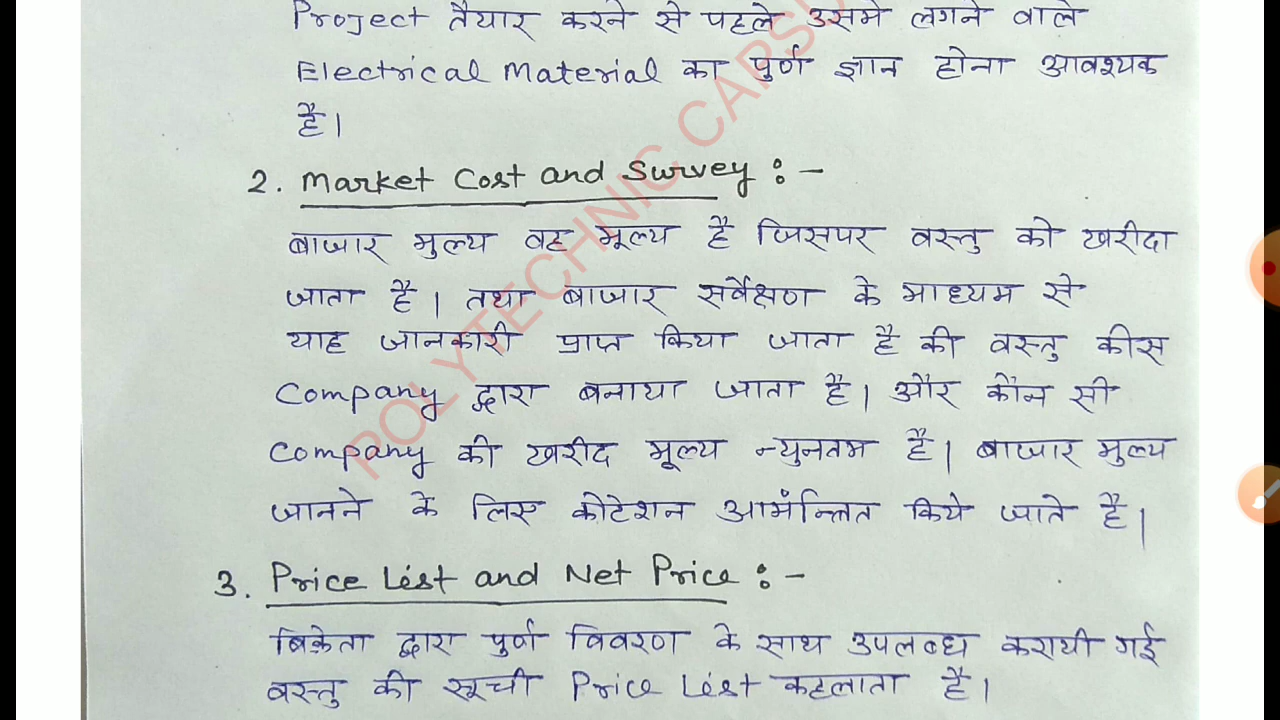 Project तैयार करने से पहले उसमे लगने वाले
Electrical Material का पुर्ण ज्ञान होना आवश्यक
है।
2. Market Cost and Survey :-
बाजार मुल्य वह मूल्य है जिसपर वस्तु को खरीदा
जाता है। तथा बाजार सर्वेक्षण के माध्यम से
याह जानकारी प्राप्त किया जाता है की वस्तु कीस
Company द्वारा बनाया जाता है। और कौन सी
Company की खरीद मूल्य न्युनतम है। बाजार मुल्य
जानने के लिए कोटेशन आमंन्त्रित किये जाते है।
3. Price List and Net Price :-
बिक्रेता द्वारा पुर्ण विवरण के साथ उपलब्ध करायी गई
वस्तु की सूची Price List कहलाता है।
POLYTECHNIC CAPSU